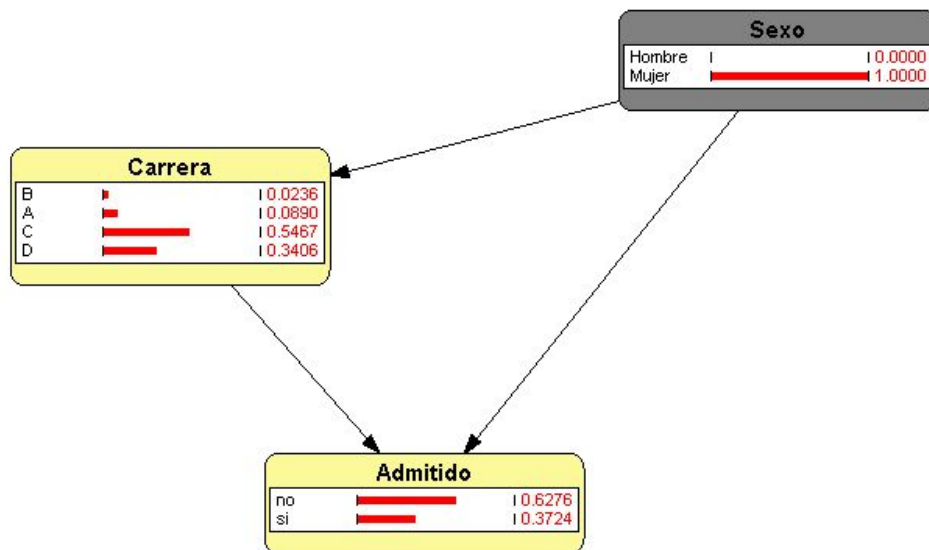 Sexo
Hombre 0.0000
Mujer 1.0000
Carrera
B 0.0236
A 0.0890
C 0.5467
D 0.3406
Admitido
no 0.6276
si 0.3724